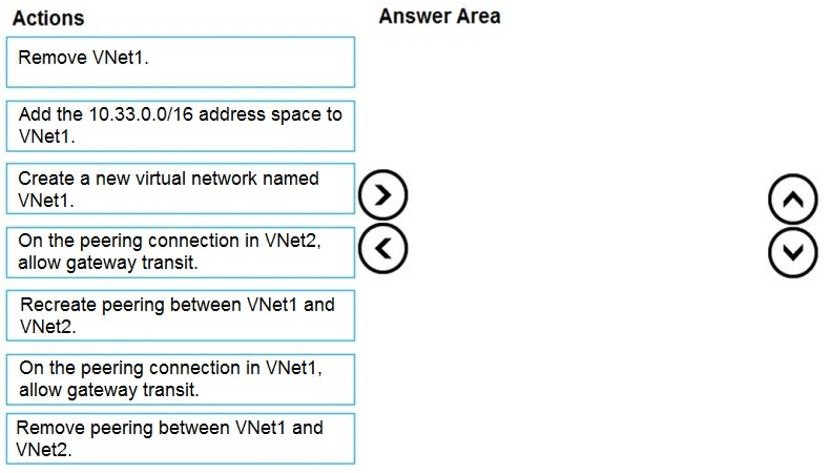 Actions
Answer Area
Remove VNet1.
Add the 10.33.0.0/16 address space to
VNet1.
Create a new virtual network named
VNet1.
On the peering connection in VNet2,
allow gateway transit.
Recreate peering between VNet1 and
VNet2.
On the peering connection in VNet1,
allow gateway transit.
Remove peering between VNet1 and
VNet2.